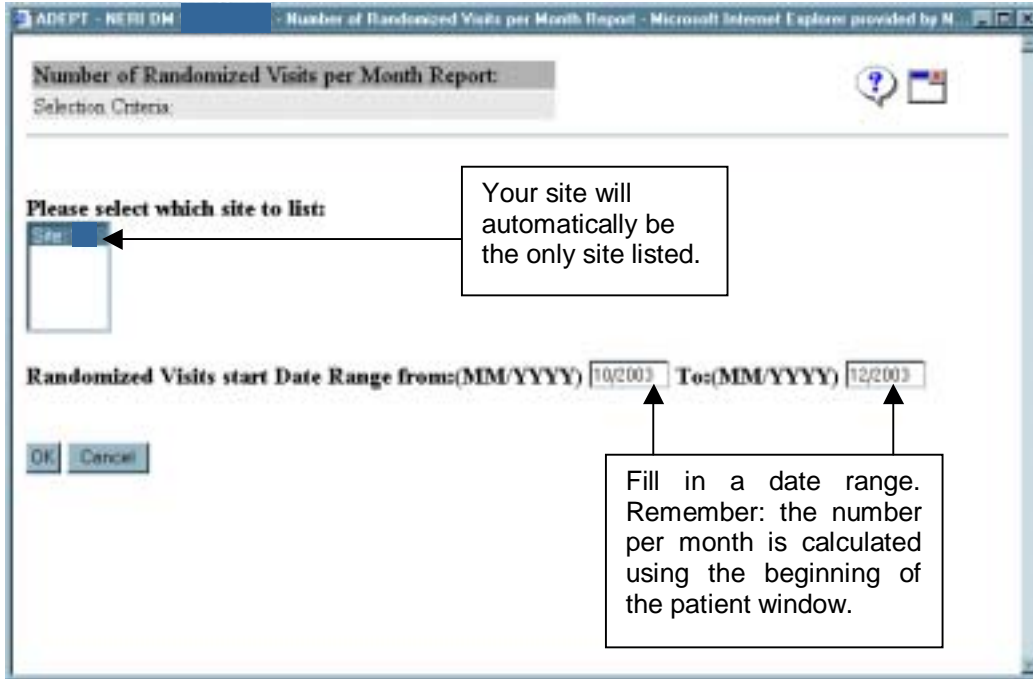 ADEPT - NERI DM - Number of Randomized Visits per Month Report - Microsoft Internet Explorer provided by N
Number of Randomized Visits per Month Report:
Selection Criteria:
Please select which site to list:
Site:
Your site will
automatically be
the only site listed.
Randomized Visits start Date Range from:(MM/YYYY) 10/2003 To:(MM/YYYY) 12/2003
OK Cancel
Fill in a date range.
Remember: the number
per month is calculated
using the beginning of
the patient window.